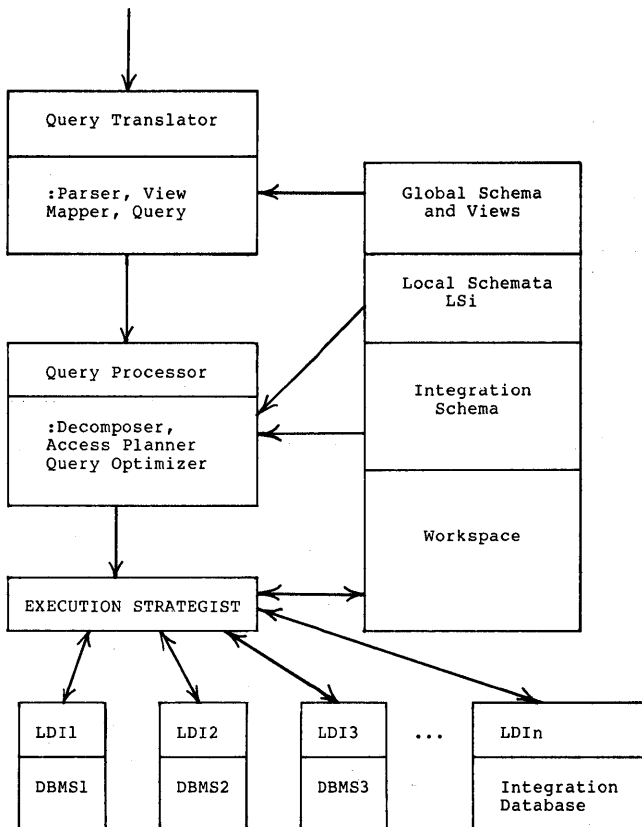 Query Translator
:Parser, View
Mapper, Query
Global Schema
and Views
Local Schemata
LSi
Query Processor
:Decomposer,
Access Planner
Query Optimizer
Integration
Schema
Workspace
EXECUTION STRATEGIST
LDI1
LDI2
LDI3
...
LDIn
DBMS1
DBMS2
DBMS3
Integration
Database